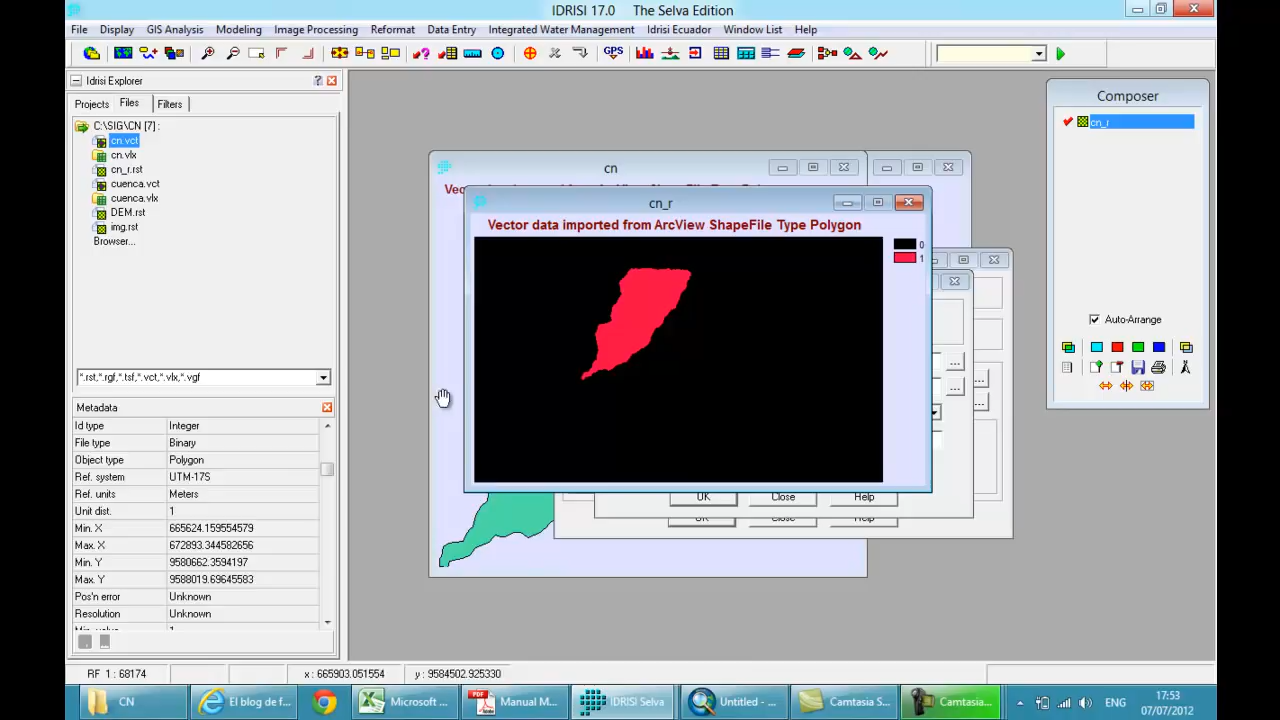 IDRISI 17.0 The Selva Edition
File Display GIS Analysis Modeling Image Processing Reformat Data Entry Integrated Water Management Idrisi Ecuador Window List Help
GPS
Idrisi Explorer
Projects Files Filters
C:\SIG\CN [7] :
cn.vct
cn.vlx
cn_r.rst
cuenca.vct
cuenca.vlx
DEM.rst
img.rst
Browser...
*.rst,*.rgf,*.tsf,*.vct,*.vlx,*.vgf
Metadata
Id type Integer
File type Binary
Object type Polygon
Ref. system UTM-17S
Ref. units Meters
Unit dist. 1
Min. X 665624.159554579
Max. X 672893.344582656
Min. Y 9580662.3594197
Max. Y 9588019.69645583
Pos'n error Unknown
Resolution Unknown
cn
cn_r
Vector data imported from ArcView ShapeFile Type Polygon
0
1
OK Close Help
OK Close Help
Composer
cn_r
Auto-Arrange
RF 1 : 68174 x : 665903.051554 y : 9584502.925330
CN
El blog de f...
Microsoft ...
Manual M...
IDRISI Selva
Untitled - ...
Camtasia S...
Camtasia...
ENG
17:53
07/07/2012